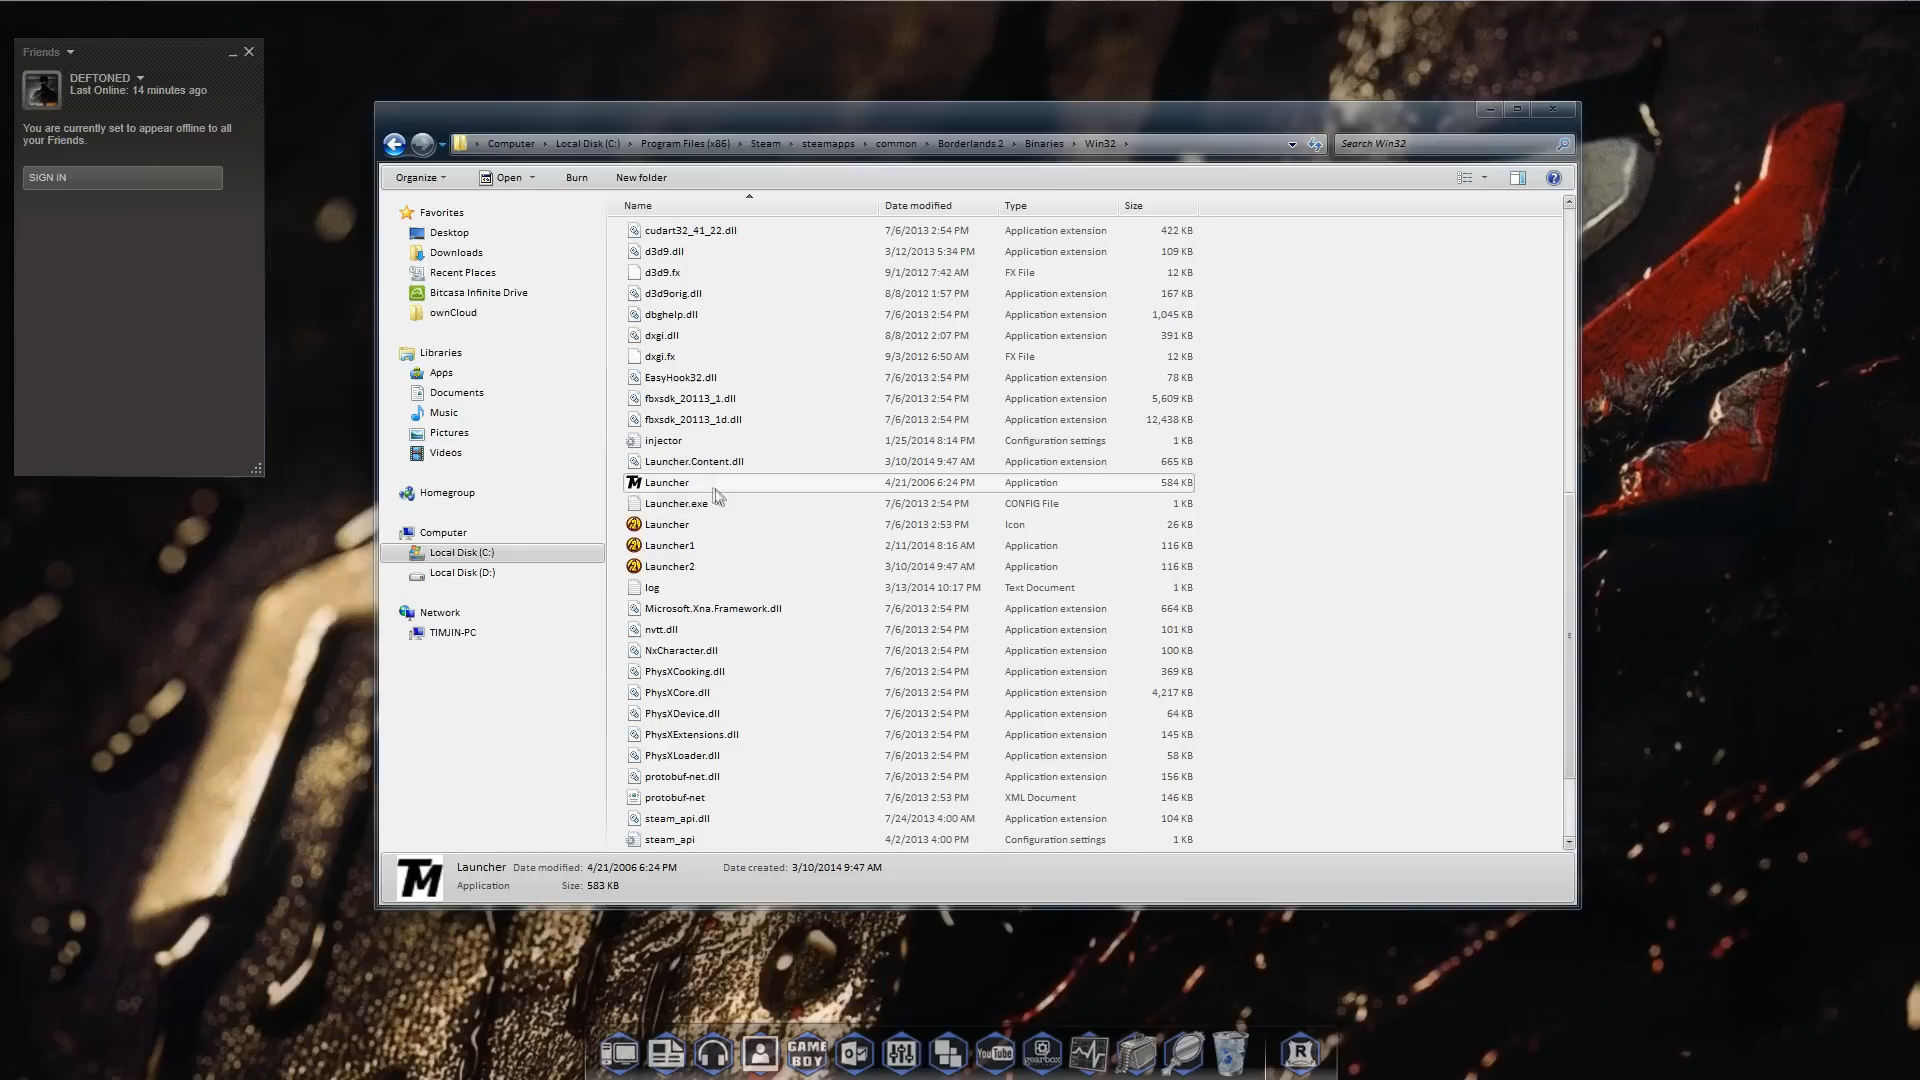 Friends
DEFTONED
Last Online: 14 minutes ago
You are currently set to appear offline to all
your Friends.
SIGN IN
Computer Local Disk (C:) Program Files (x86) Steam steamapps common Borderlands 2 Binaries Win32
Search Win32
Organize Open Burn New folder
Favorites
Desktop
Downloads
Recent Places
Bitcasa Infinite Drive
ownCloud
Libraries
Apps
Documents
Music
Pictures
Videos
Homegroup
Computer
Local Disk (C:)
Local Disk (D:)
Network
TIMJIN-PC
Name Date modified Type Size
cudart32_41_22.dll 7/6/2013 2:54 PM Application extension 422 KB
d3d9.dll 3/12/2013 5:34 PM Application extension 109 KB
d3d9.fx 9/1/2012 7:42 AM FX File 12 KB
d3d9orig.dll 8/8/2012 1:57 PM Application extension 167 KB
dbghelp.dll 7/6/2013 2:54 PM Application extension 1,045 KB
dxgi.dll 8/8/2012 2:07 PM Application extension 391 KB
dxgi.fx 9/3/2012 6:50 AM FX File 12 KB
EasyHook32.dll 7/6/2013 2:54 PM Application extension 78 KB
fbxsdk_20113_1.dll 7/6/2013 2:54 PM Application extension 5,609 KB
fbxsdk_20113_1d.dll 7/6/2013 2:54 PM Application extension 12,438 KB
injector 1/25/2014 8:14 PM Configuration settings 1 KB
Launcher.Content.dll 3/10/2014 9:47 AM Application extension 665 KB
TM Launcher 4/21/2006 6:24 PM Application 584 KB
Launcher.exe 7/6/2013 2:54 PM CONFIG File 1 KB
Launcher 7/6/2013 2:53 PM Icon 26 KB
Launcher1 2/11/2014 8:16 AM Application 116 KB
Launcher2 3/10/2014 9:47 AM Application 116 KB
log 3/13/2014 10:17 PM Text Document 1 KB
Microsoft.Xna.Framework.dll 7/6/2013 2:54 PM Application extension 664 KB
nvtt.dll 7/6/2013 2:54 PM Application extension 101 KB
NxCharacter.dll 7/6/2013 2:54 PM Application extension 100 KB
PhysXCooking.dll 7/6/2013 2:54 PM Application extension 369 KB
PhysXCore.dll 7/6/2013 2:54 PM Application extension 4,217 KB
PhysXDevice.dll 7/6/2013 2:54 PM Application extension 64 KB
PhysXExtensions.dll 7/6/2013 2:54 PM Application extension 145 KB
PhysXLoader.dll 7/6/2013 2:54 PM Application extension 58 KB
protobuf-net.dll 7/6/2013 2:54 PM Application extension 156 KB
protobuf-net 7/6/2013 2:53 PM XML Document 146 KB
steam_api.dll 7/24/2013 4:00 AM Application extension 104 KB
steam_api 4/2/2013 4:00 PM Configuration settings 1 KB
TM
Launcher Date modified: 4/21/2006 6:24 PM Date created: 3/10/2014 9:47 AM
Application Size: 583 KB
GAME BOY
YouTube
gearbox
R